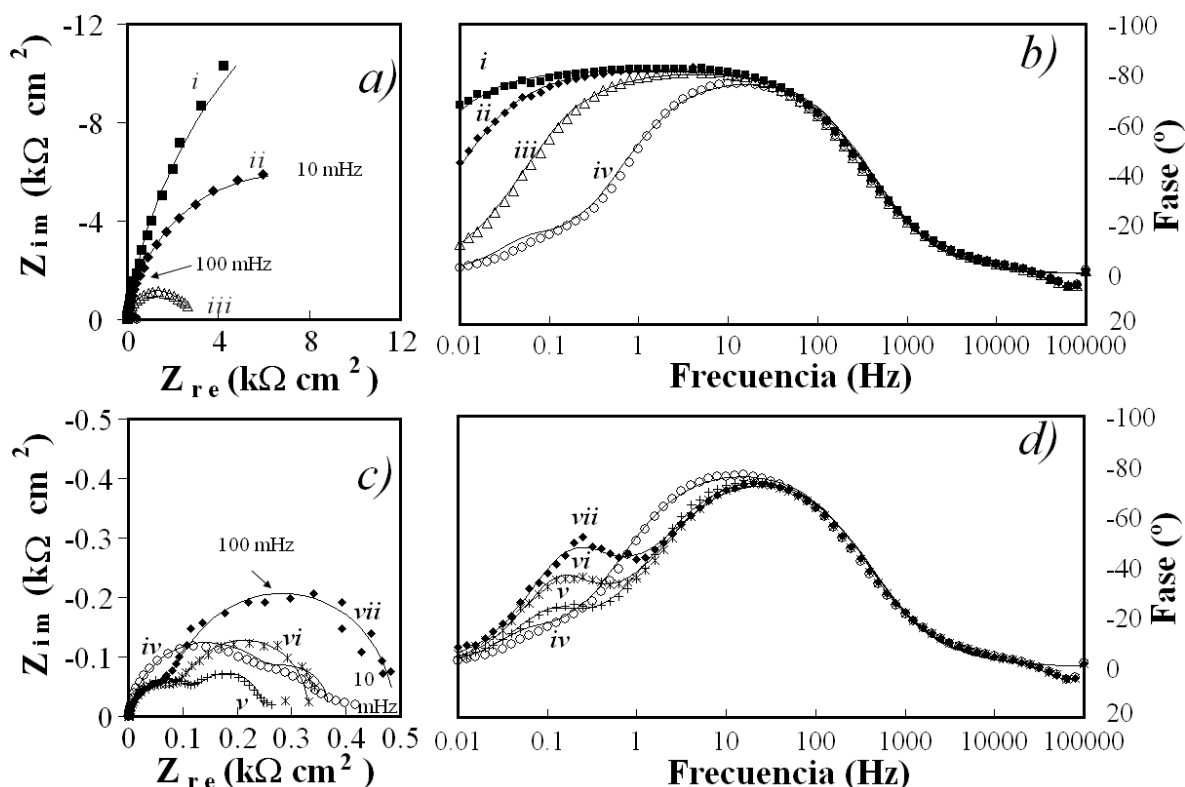 a)
-12
-8
-4
0
Z im (kΩ cm 2)
i
ii
10 mHz
100 mHz
iii
0 4 8 12
Z re (kΩ cm 2)
b)
i
ii
iii
iv
-100
-80
-60
-40
-20
0
20
Fase (º)
0.01 0.1 1 10 100 1000 10000 100000
Frecuencia (Hz)
c)
-0.5
-0.4
-0.3
-0.2
-0.1
0
Z im (kΩ cm 2)
100 mHz
iv
vii
vi
v
10
mHz
0 0.1 0.2 0.3 0.4 0.5
Z re (kΩ cm 2)
d)
vii
vi
v
iv
-100
-80
-60
-40
-20
0
20
Fase (º)
0.01 0.1 1 10 100 1000 10000 100000
Frecuencia (Hz)